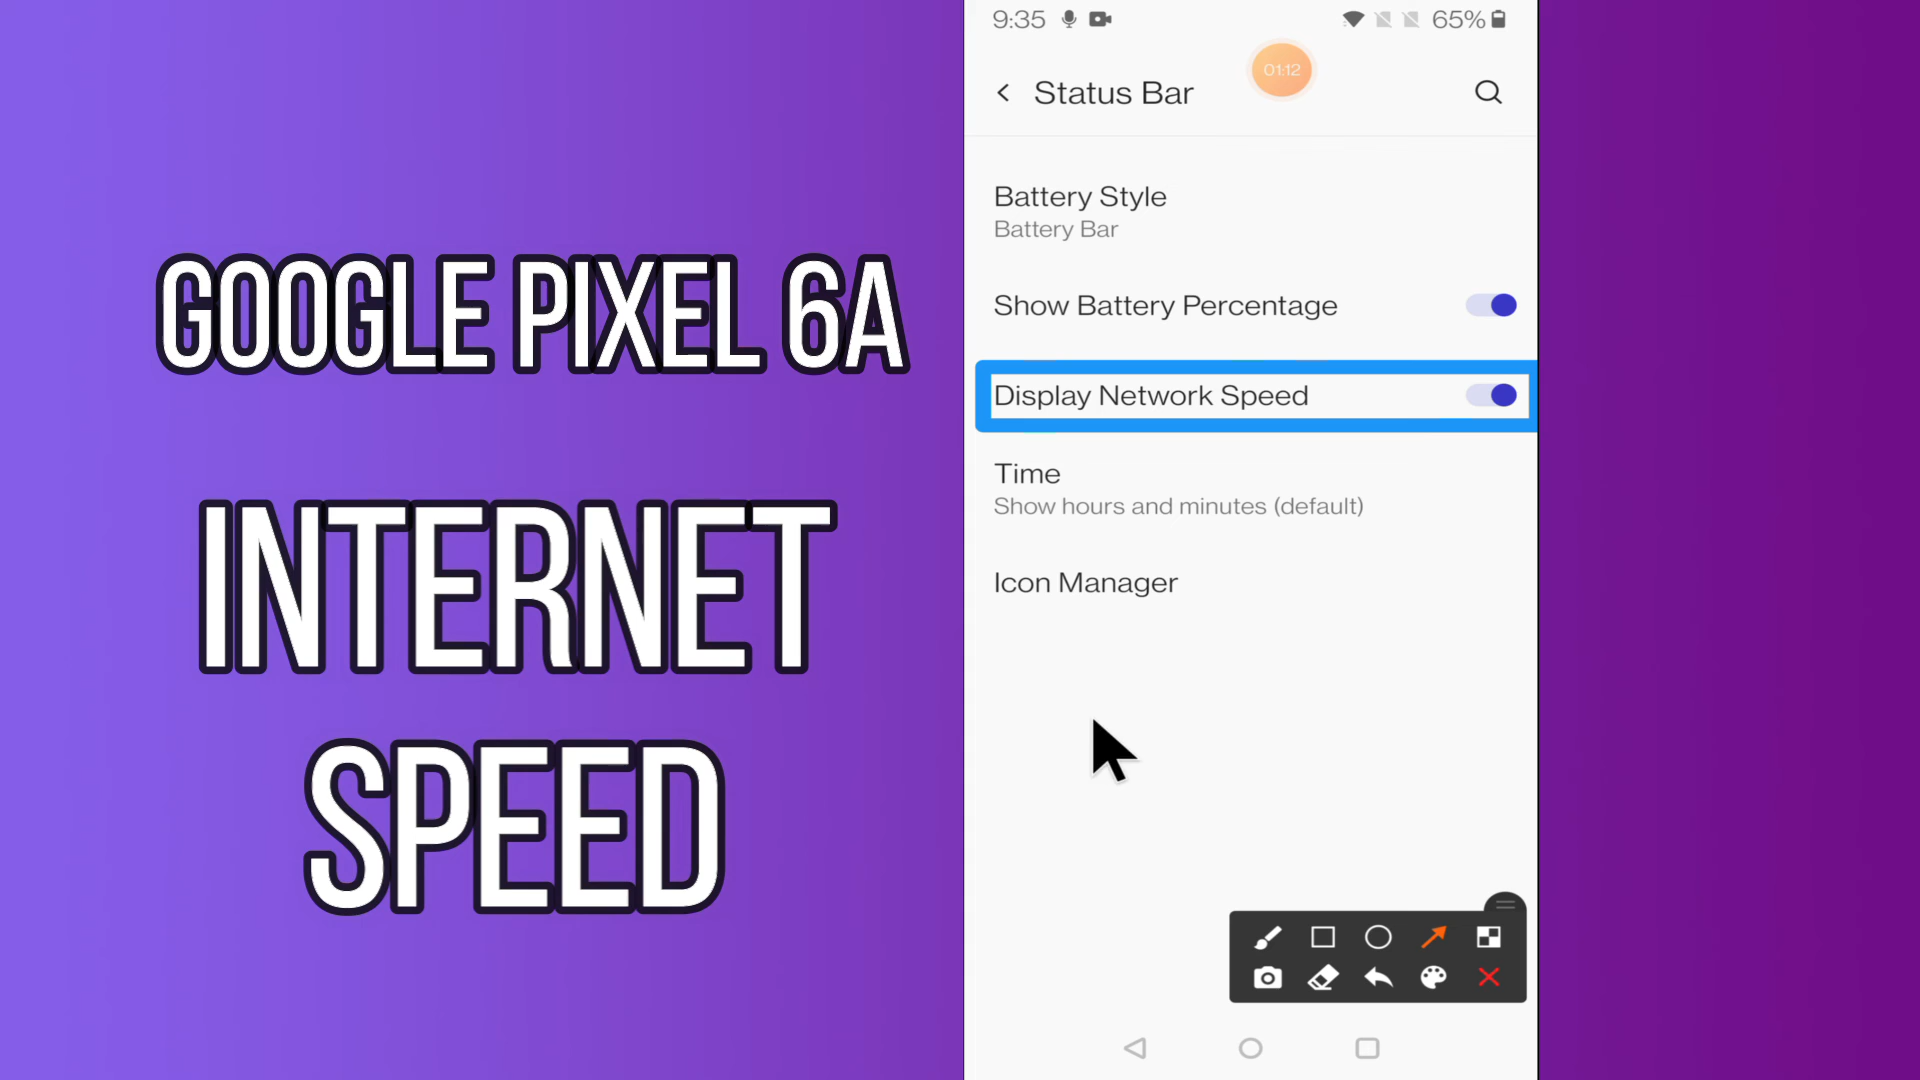 GOOGLE PIXEL 6A
INTERNET
SPEED
9:35
65%
01:12
Status Bar
Battery Style
Battery Bar
Show Battery Percentage
Display Network Speed
Time
Show hours and minutes (default)
Icon Manager